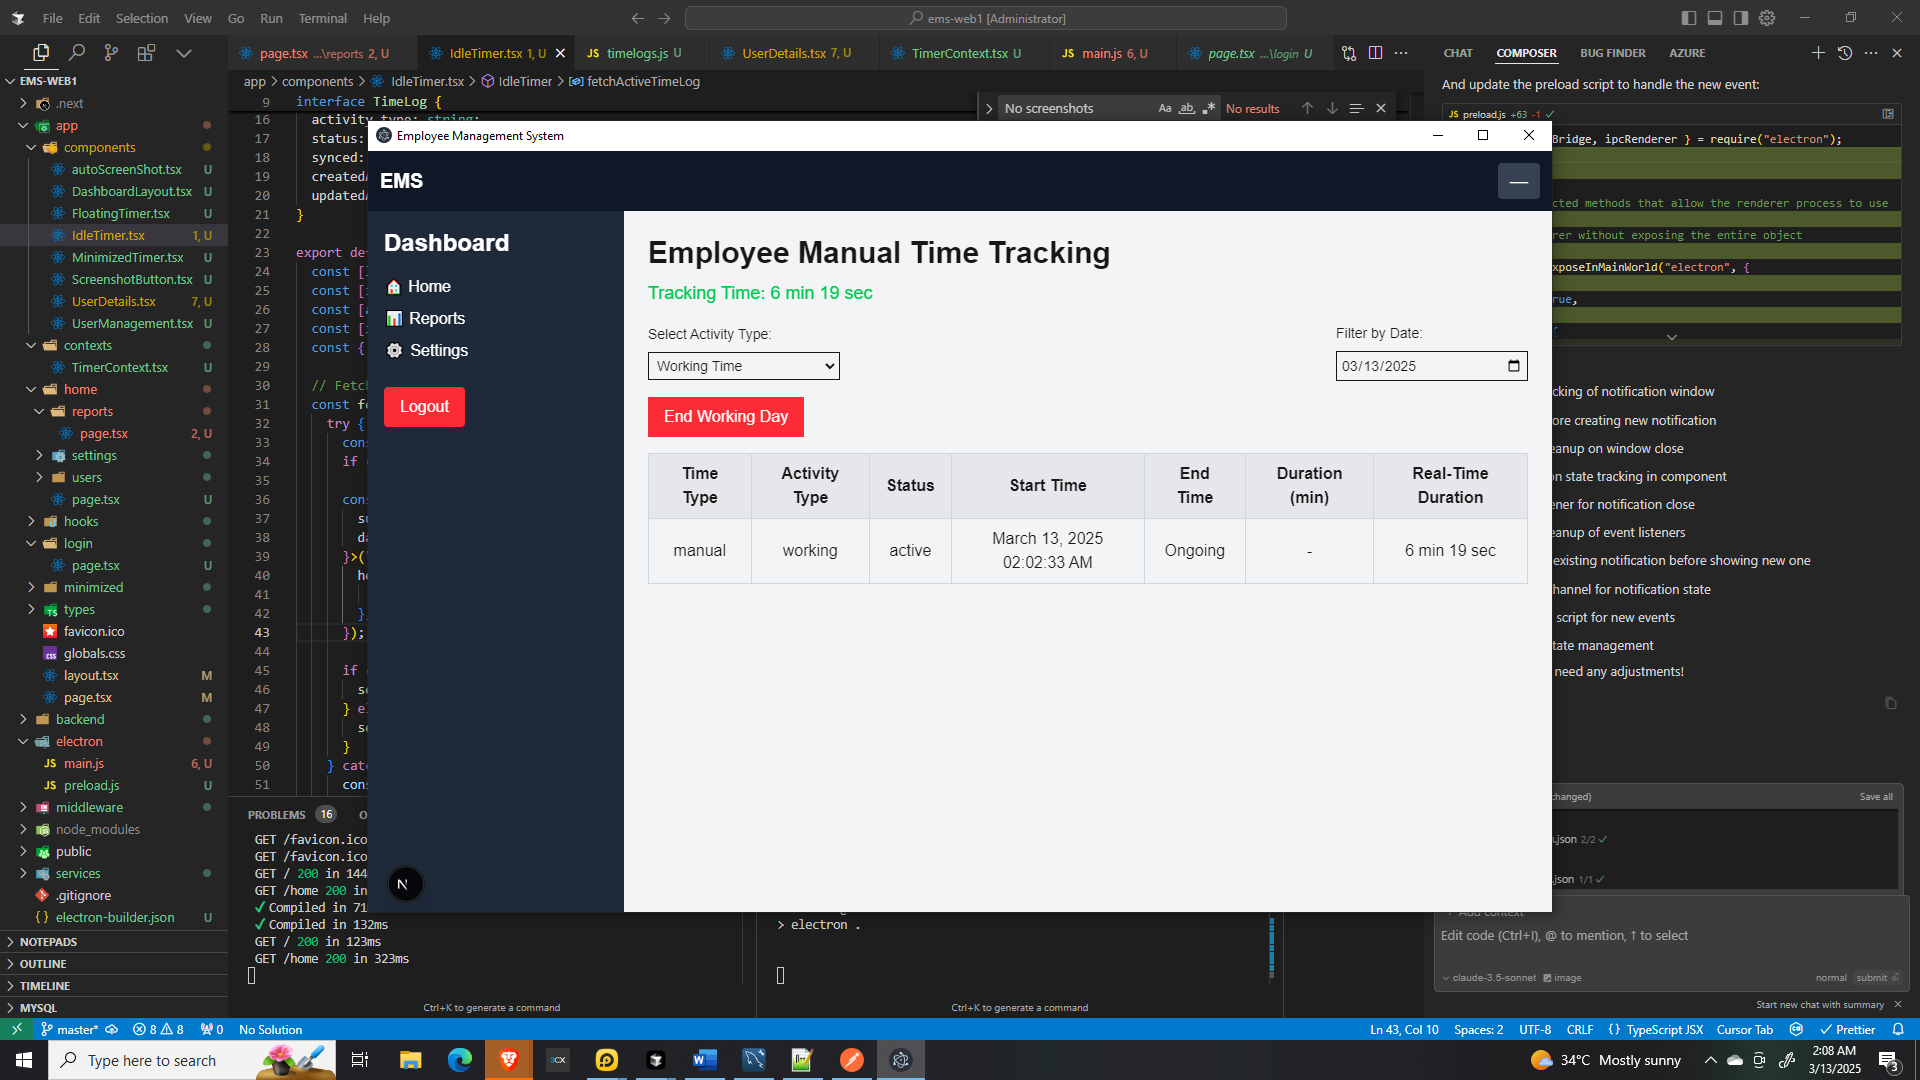 File Edit Selection View Go Run Terminal Help
ems-web1 [Administrator]
page.tsx ...\reports 2, U
IdleTimer.tsx 1, U
JS timelogs.js U
UserDetails.tsx 7, U
TimerContext.tsx U
JS main.js 6, U
page.tsx ...\login U
CHAT COMPOSER BUG FINDER AZURE
EMS-WEB1
.next
app
components
autoScreenShot.tsx U
DashboardLayout.tsx U
FloatingTimer.tsx U
IdleTimer.tsx 1, U
MinimizedTimer.tsx U
ScreenshotButton.tsx U
UserDetails.tsx 7, U
UserManagement.tsx U
contexts
TimerContext.tsx U
home
reports
page.tsx 2, U
settings
users
page.tsx U
hooks
login
page.tsx U
minimized
types
favicon.ico
globals.css
layout.tsx M
page.tsx M
backend
electron
JS main.js 6, U
JS preload.js U
middleware
node_modules
public
services
.gitignore
{ } electron-builder.json U
NOTEPADS
OUTLINE
TIMELINE
MYSQL
app > components > IdleTimer.tsx > IdleTimer > fetchActiveTimeLog
9 interface TimeLog {
16 activity_type: string;
17 status:
18 synced:
19 created
20 updated
21 }
22
23 export de
24 const [
25 const [
26 const [
27 const [
28 const {
29
30 // Fetc
31 const f
32 try {
33 con
34 if
35
36 con
37 s
38 da
39 }>(
40 he
41
42 }
43 });
44
45 if
46 se
47 } el
48 se
49 }
50 } cat
51 con
No screenshots Aa ab No results
Employee Management System
EMS
Dashboard
Home
Reports
Settings
Logout
N
Employee Manual Time Tracking
Tracking Time: 6 min 19 sec
Select Activity Type:
Working Time
Filter by Date:
03/13/2025
End Working Day
Time Type Activity Type Status Start Time End Time Duration (min) Real-Time Duration
manual working active March 13, 2025 02:02:33 AM Ongoing - 6 min 19 sec
And update the preload script to handle the new event:
JS preload.js +63 -1
Bridge, ipcRenderer } = require("electron");
cted methods that allow the renderer process to use
rer without exposing the entire object
xposeInMainWorld("electron", {
rue,
{
cking of notification window
ore creating new notification
eanup on window close
on state tracking in component
ener for notification close
eanup of event listeners
existing notification before showing new one
hannel for notification state
script for new events
tate management
need any adjustments!
changed) Save all
.json 2/2
.json 1/1
+ Add context
Edit code (Ctrl+I), @ to mention, ↑ to select
claude-3.5-sonnet image normal submit
Start new chat with summary
PROBLEMS 16 O
GET /favicon.ico
GET /favicon.ico
GET / 200 in 144
GET /home 200 in
✓ Compiled in 71
✓ Compiled in 132ms
GET / 200 in 123ms
GET /home 200 in 323ms
Ctrl+K to generate a command
> electron .
Ctrl+K to generate a command
master* 8 8 0 No Solution
Ln 43, Col 10 Spaces: 2 UTF-8 CRLF { } TypeScript JSX Cursor Tab Prettier
Type here to search
34°C Mostly sunny
2:08 AM
3/13/2025
3